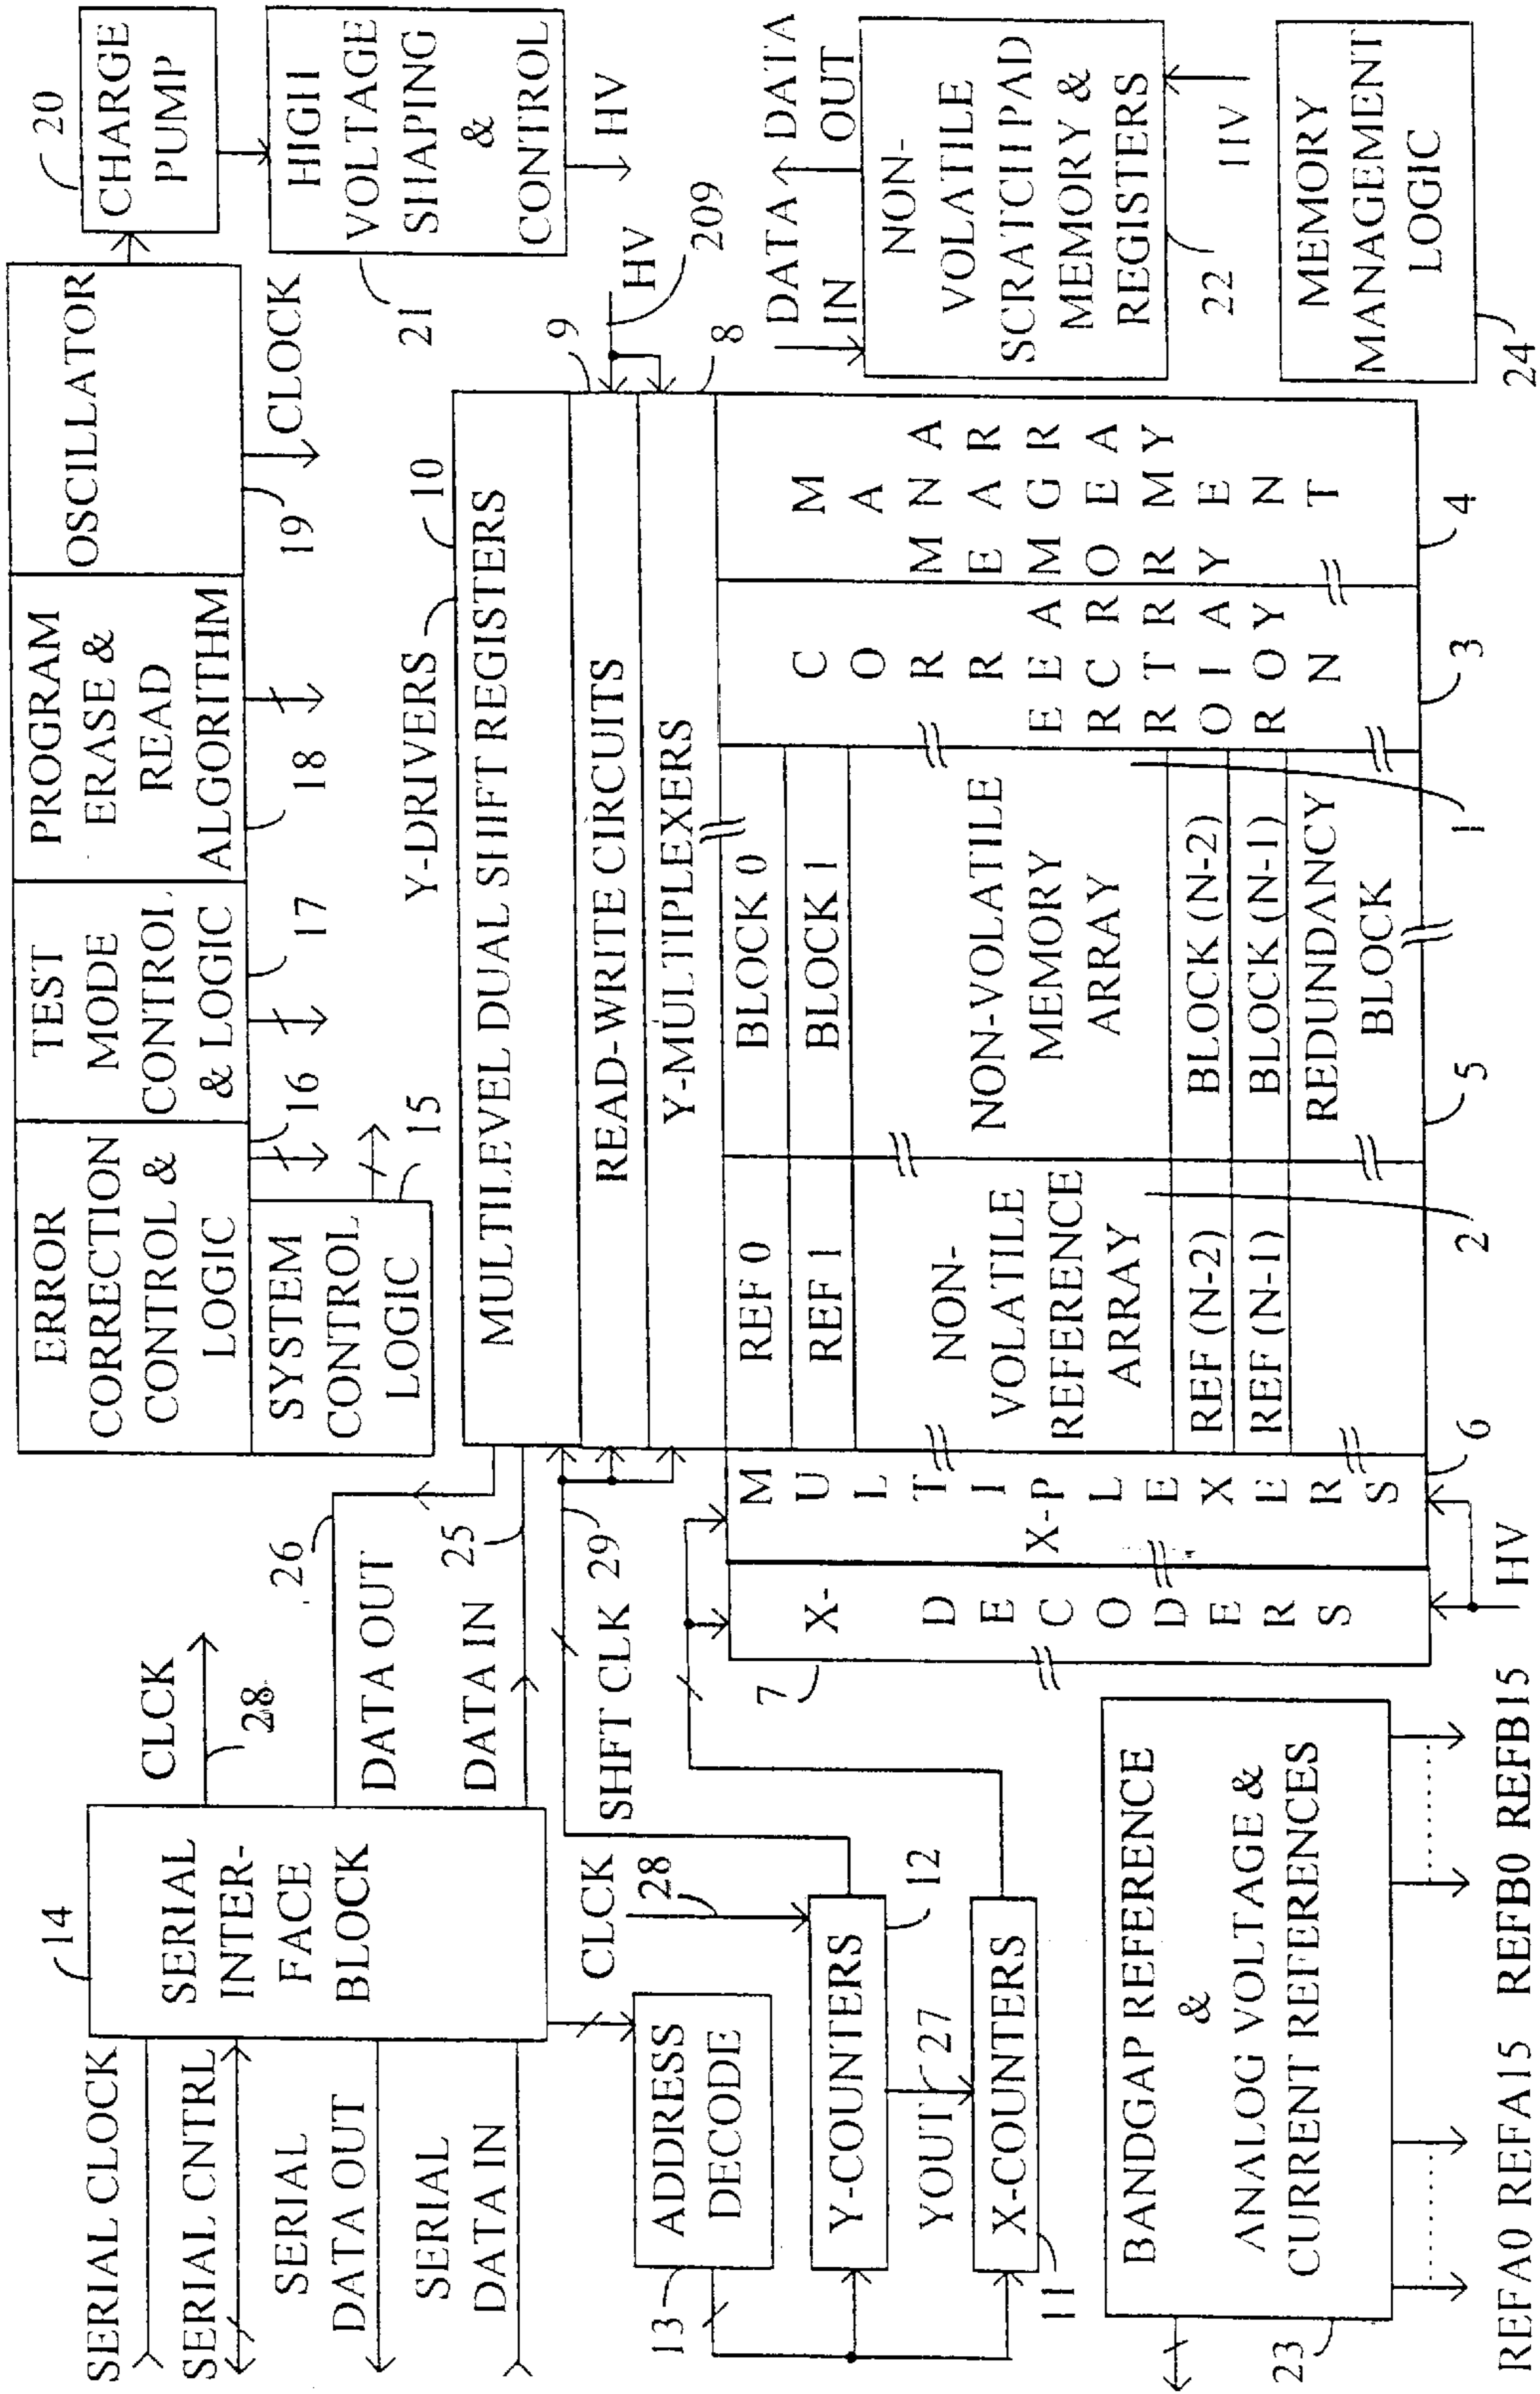 SERIAL CLOCK
SERIAL CNTRL
SERIAL
DATA OUT
SERIAL
DATA IN
14
SERIAL
INTER-
FACE
BLOCK
CLCK
28
26
DATA OUT
25
DATA IN
SHFT CLK 29
CLCK
28
13
ADDRESS
DECODE
Y-COUNTERS
12
YOUT
27
X-COUNTERS
11
ERROR
CORRECTION
CONTROL &
LOGIC
16
SYSTEM
CONTROL
LOGIC
15
TEST
MODE
CONTROL
& LOGIC
17
PROGRAM
ERASE &
READ
ALGORITHM
18
OSCILLATOR
19
CLOCK
20
CHARGE
PUMP
HIGH
VOLTAGE
SHAPING
&
CONTROL
21
HV
Y-DRIVERS
10
MULTILEVEL DUAL SHIFT REGISTERS
READ-WRITE CIRCUITS
Y-MULTIPLEXERS
9
HV
209
8
7
X-
DECODERS
X-
MULTIPLEXERS
6
HV
REF 0
REF 1
NON-
VOLATILE
REFERENCE
ARRAY
REF (N-2)
REF (N-1)
2
BLOCK 0
BLOCK 1
NON-VOLATILE
MEMORY
ARRAY
BLOCK (N-2)
BLOCK (N-1)
REDUNDANCY
BLOCK
5
1
ERROR
CORRECTION
ARRAY
3
MEMORY
MANAGEMENT
ARRAY
4
DATA
IN
DATA
OUT
NON-
VOLATILE
SCRATCHPAD
MEMORY &
REGISTERS
22
HV
MEMORY
MANAGEMENT
LOGIC
24
BANDGAP REFERENCE
&
ANALOG VOLTAGE &
CURRENT REFERENCES
23
REFA0 REFA15 REFB0 REFB15